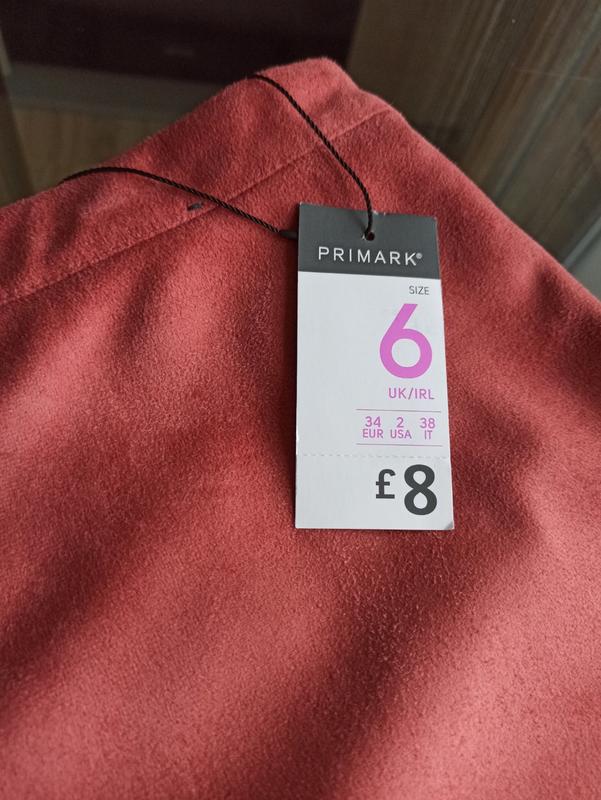 PRIMARK®
SIZE
6
UK/IRL
34 2 38
EUR USA IT
£8